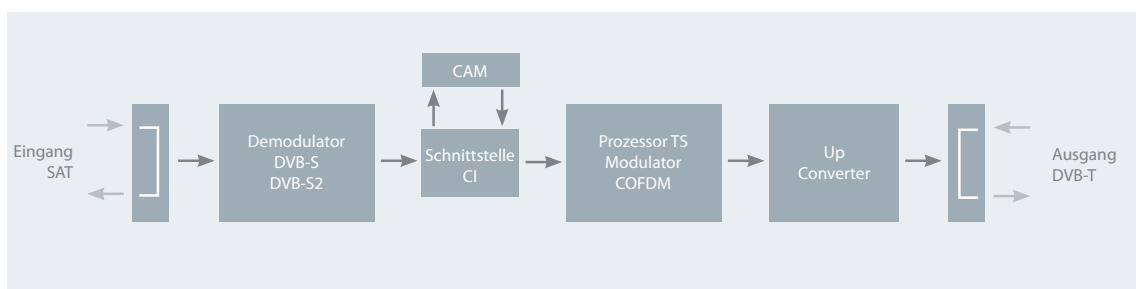 Eingang
SAT
Demodulator
DVB-S
DVB-S2
CAM
Schnittstelle
CI
Prozessor TS
Modulator
COFDM
Up
Converter
Ausgang
DVB-T